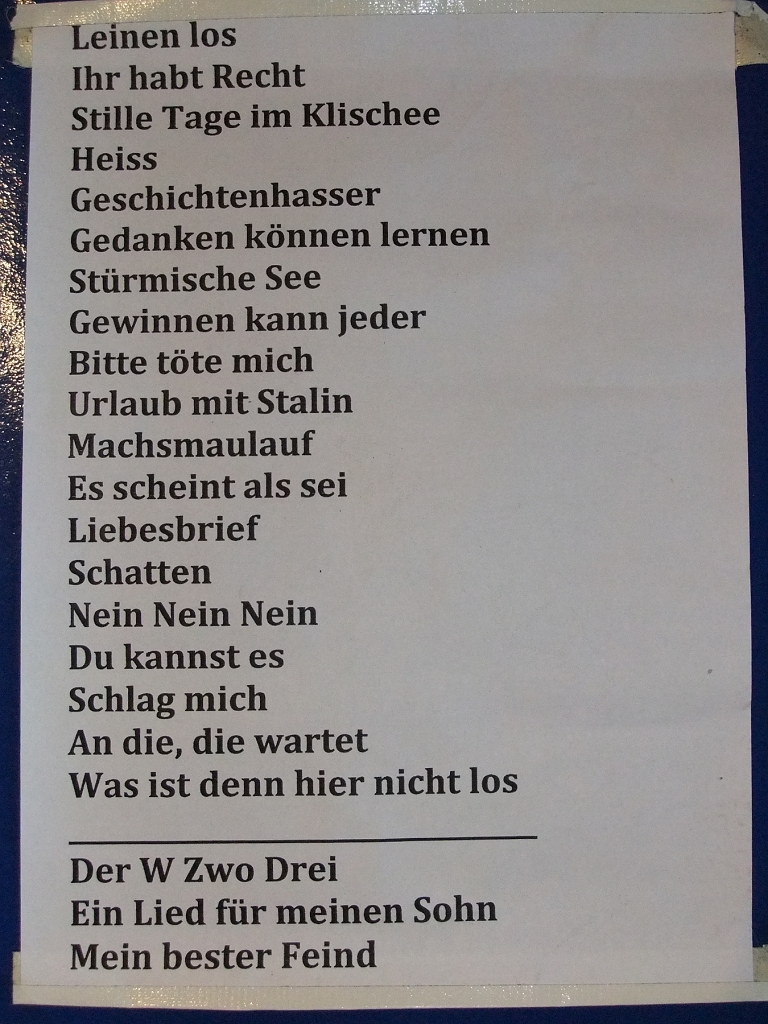 Leinen los
Ihr habt Recht
Stille Tage im Klischee
Heiss
Geschichtenhasser
Gedanken können lernen
Stürmische See
Gewinnen kann jeder
Bitte töte mich
Urlaub mit Stalin
Machsmaulauf
Es scheint als sei
Liebesbrief
Schatten
Nein Nein Nein
Du kannst es
Schlag mich
An die, die wartet
Was ist denn hier nicht los
Der W Zwo Drei
Ein Lied für meinen Sohn
Mein bester Feind